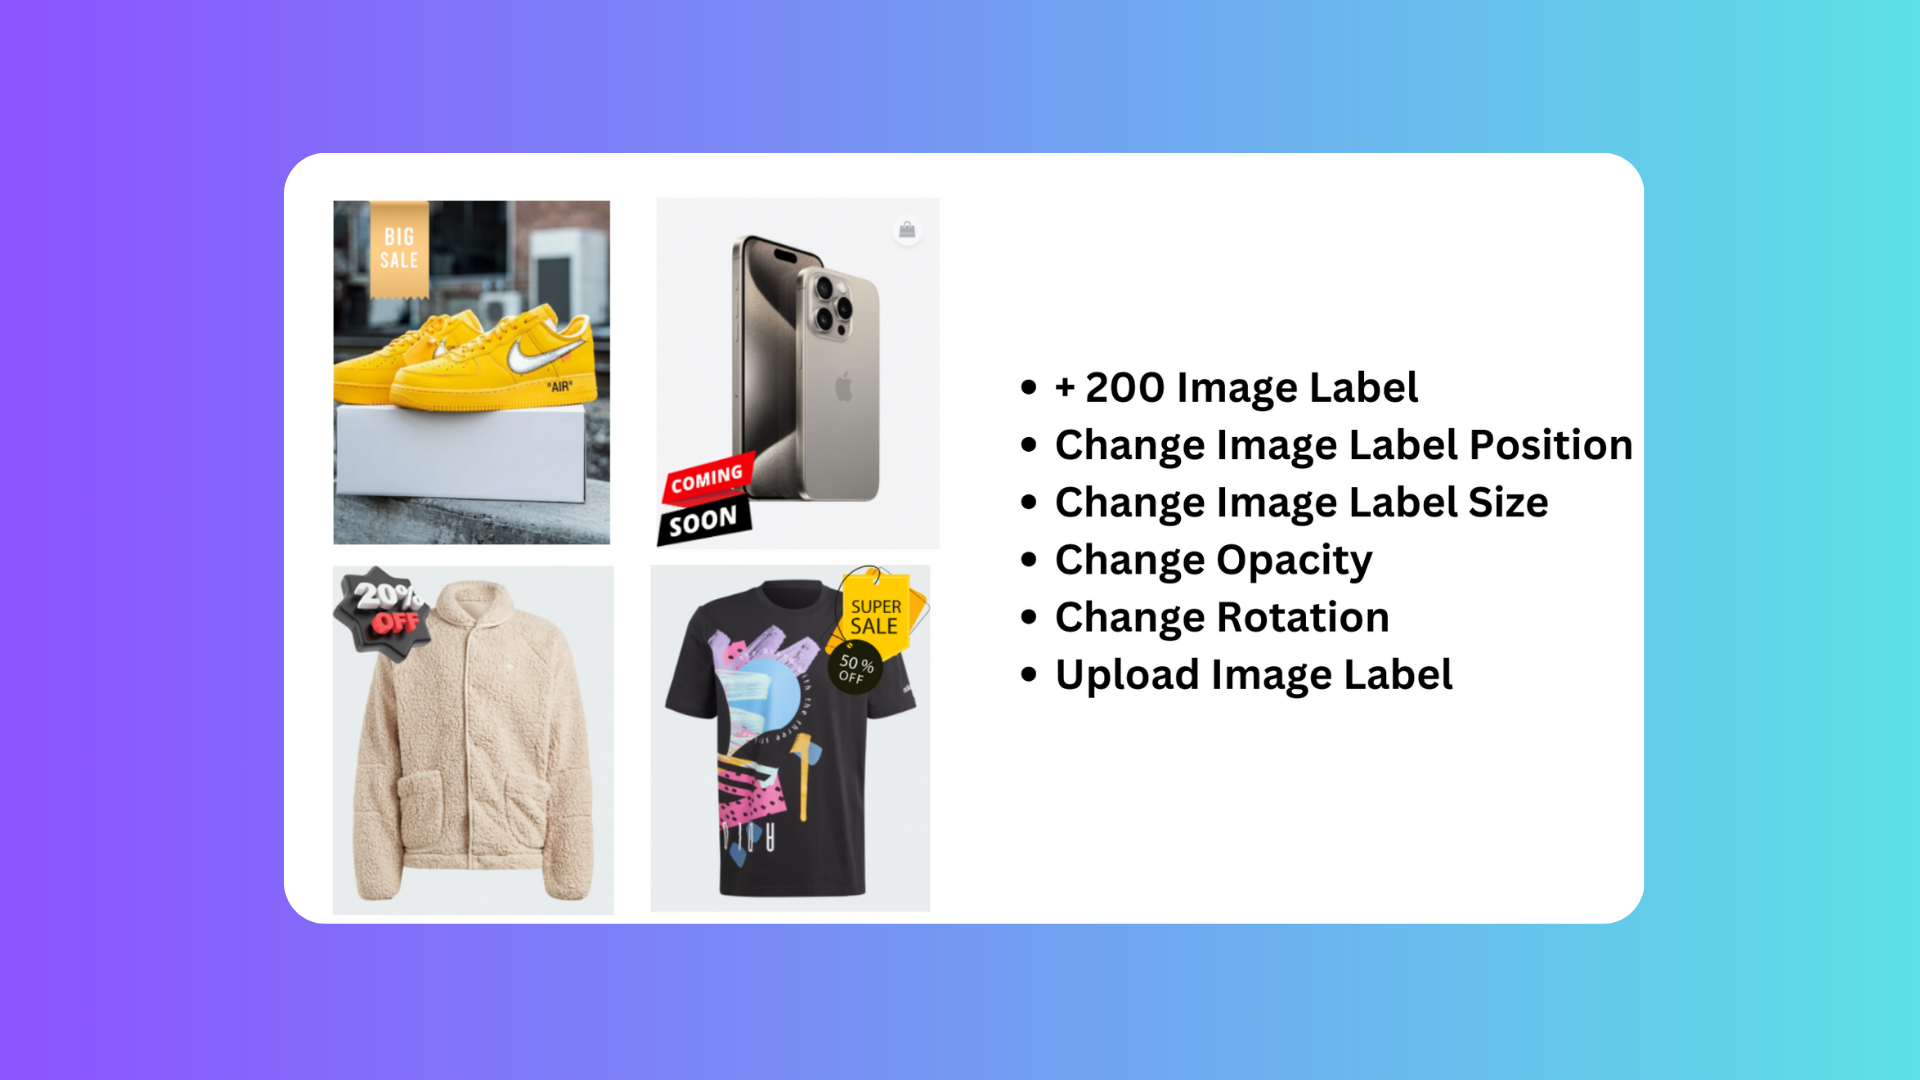 BIG
SALE
"AIR"
COMING
SOON
20%
OFF
SUPER
SALE
50 %
OFF
+ 200 Image Label
Change Image Label Position
Change Image Label Size
Change Opacity
Change Rotation
Upload Image Label